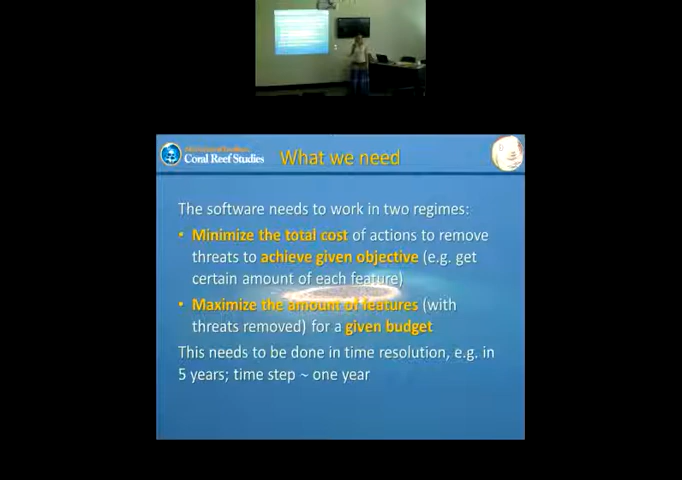 Coral Reef Studies
What we need
The software needs to work in two regimes:
• Minimize the total cost of actions to remove
threats to achieve given objective (e.g. get
certain amount of each feature)
• Maximize the amount of features (with
threats removed) for a given budget
This needs to be done in time resolution, e.g. in
5 years; time step ~ one year